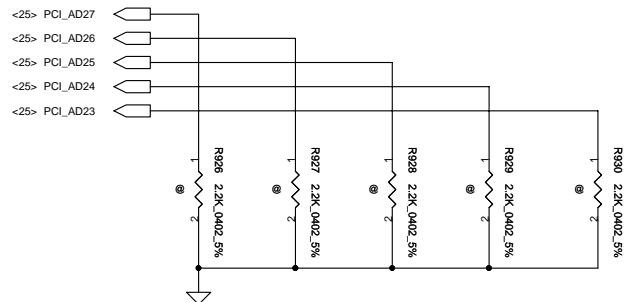 <25> PCI_AD27
<25> PCI_AD26
<25> PCI_AD25
<25> PCI_AD24
<25> PCI_AD23
1
2
@
R926
2.2K_0402_5%
1
2
@
R927
2.2K_0402_5%
1
2
@
R928
2.2K_0402_5%
1
2
@
R929
2.2K_0402_5%
1
2
@
R930
2.2K_0402_5%